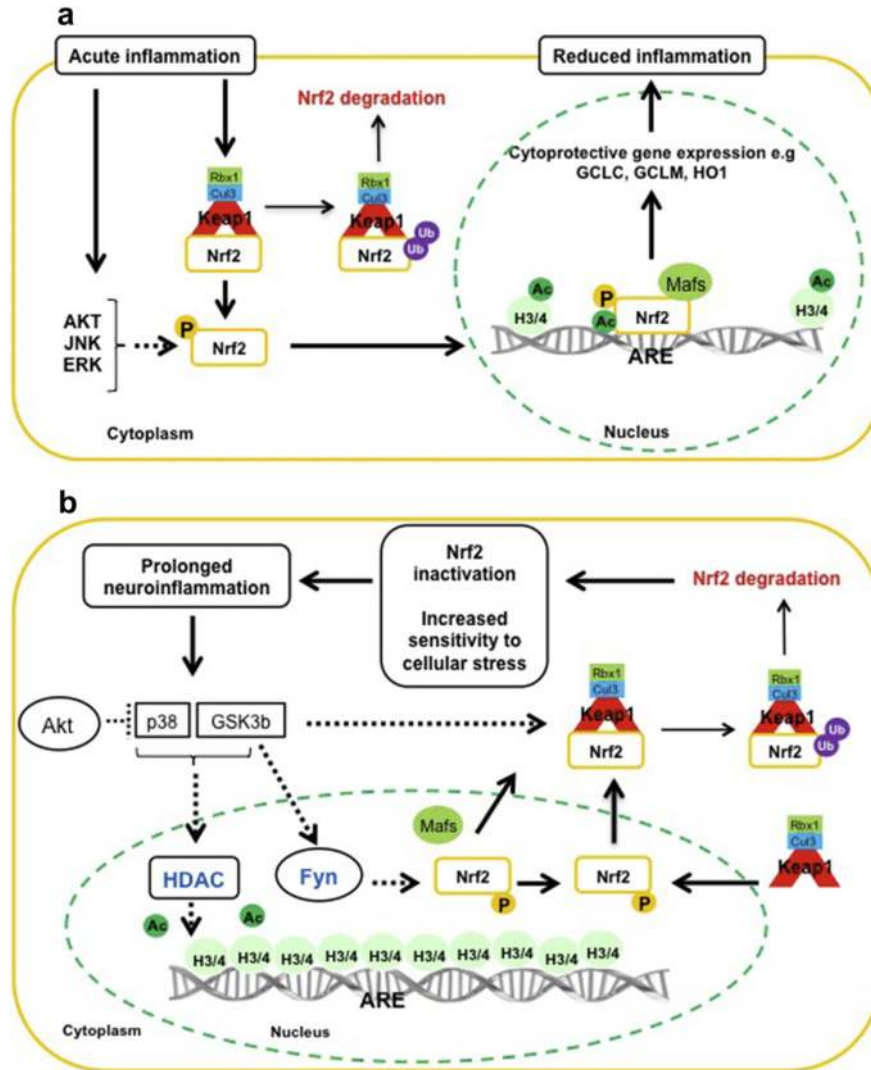 a
Acute inflammation
Reduced inflammation
Nrf2 degradation
Cytoprotective gene expression e.g
GCLC, GCLM, HO1
Rbx1
Cul3
Keap1
Nrf2
Rbx1
Cul3
Keap1
Nrf2
Ub
Ub
AKT
JNK
ERK
P
Nrf2
Ac
H3/4
P
Ac
Nrf2
Mafs
Ac
H3/4
ARE
Cytoplasm
Nucleus
b
Prolonged
neuroinflammation
Nrf2
inactivation
Increased
sensitivity to
cellular stress
Nrf2 degradation
Akt
p38
GSK3b
Rbx1
Cul3
Keap1
Nrf2
Rbx1
Cul3
Keap1
Nrf2
Ub
Ub
Mafs
HDAC
Fyn
Nrf2
P
Nrf2
P
Rbx1
Cul3
Keap1
Ac
Ac
H3/4 H3/4 H3/4 H3/4 H3/4 H3/4 H3/4 H3/4 H3/4
ARE
Cytoplasm
Nucleus